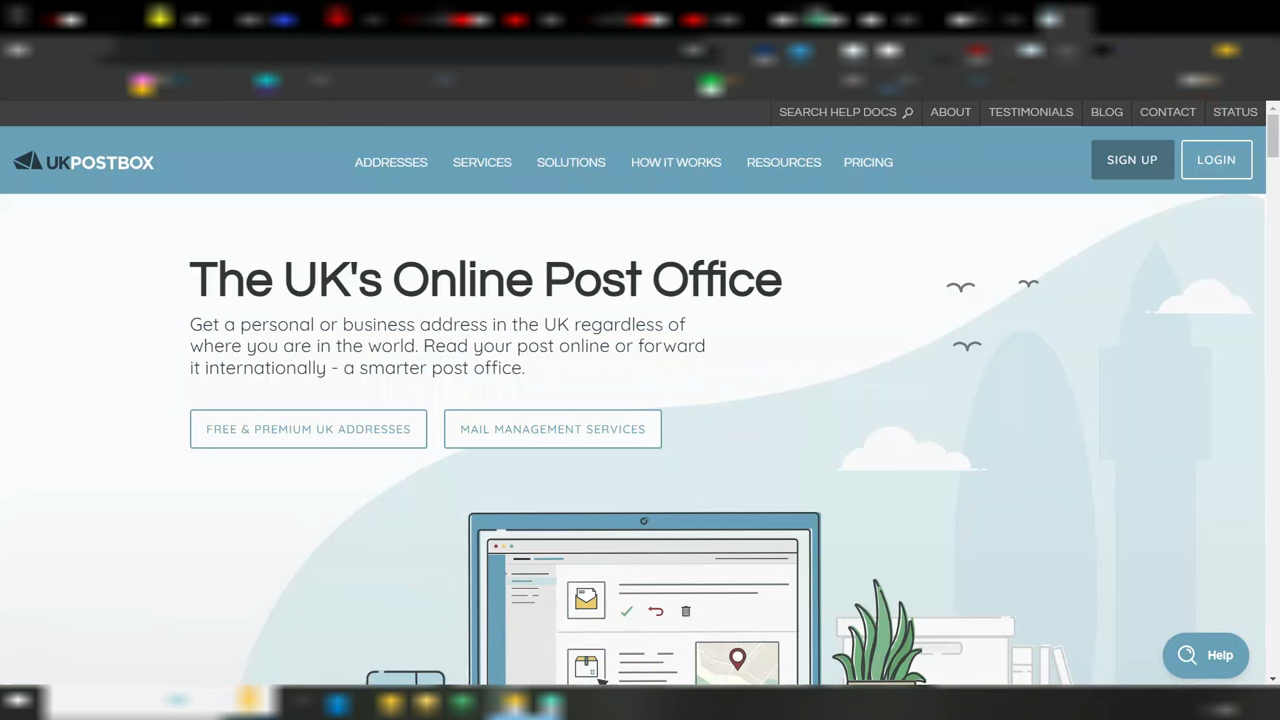 SEARCH HELP DOCS ABOUT TESTIMONIALS BLOG CONTACT STATUS
UKPOSTBOX ADDRESSES SERVICES SOLUTIONS HOW IT WORKS RESOURCES PRICING SIGN UP LOGIN
The UK's Online Post Office
Get a personal or business address in the UK regardless of
where you are in the world. Read your post online or forward
it internationally - a smarter post office.
FREE & PREMIUM UK ADDRESSES MAIL MANAGEMENT SERVICES
Help